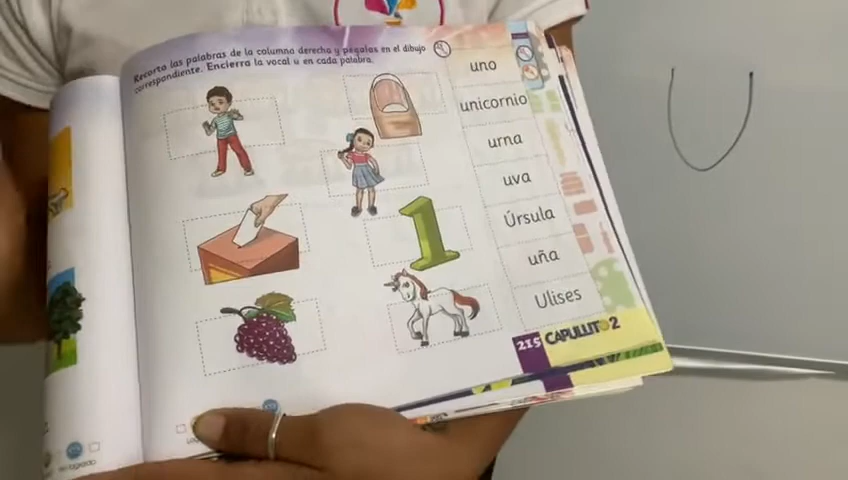 Recorto las palabras de la columna derecha y pégalas en el dibujo
correspondiente. Encierra la vocal u en cada palabra.
uno
unicornio
urna
uva
Úrsula
uña
Ulises
215 CAPULLITO 2
U